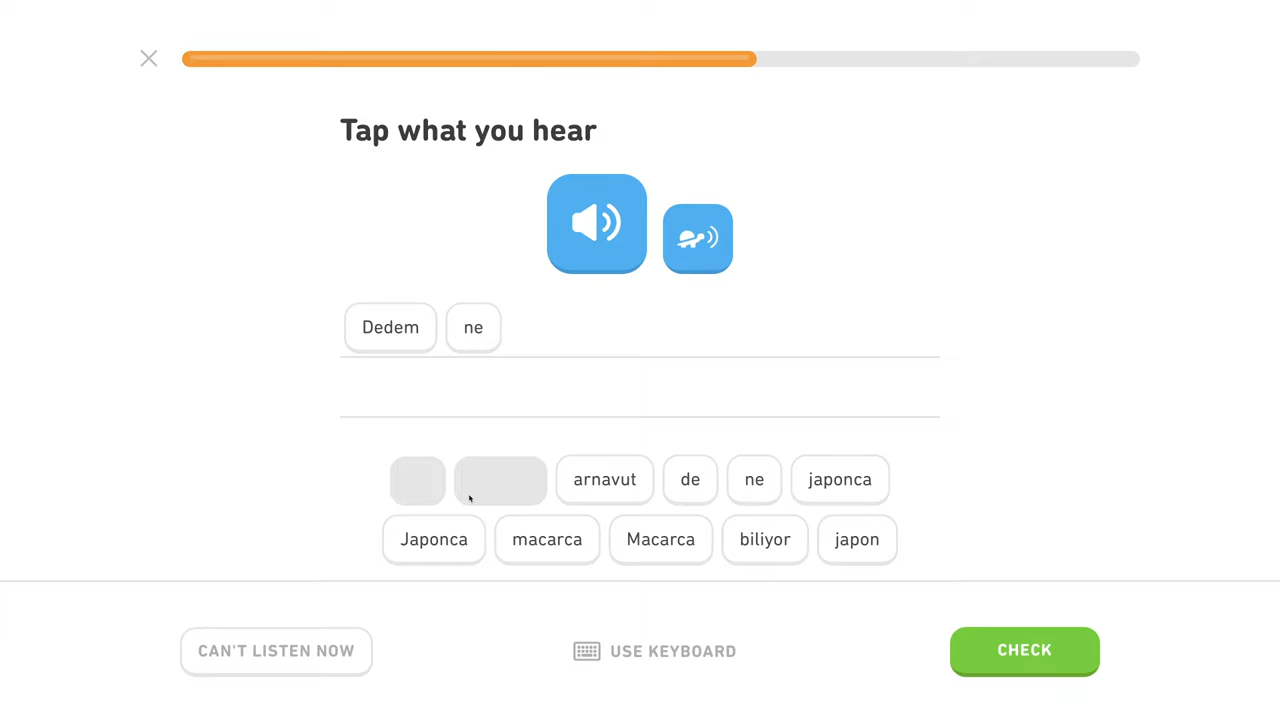 Tap what you hear
Dedem ne
arnavut de ne japonca
Japonca macarca Macarca biliyor japon
CAN'T LISTEN NOW USE KEYBOARD CHECK